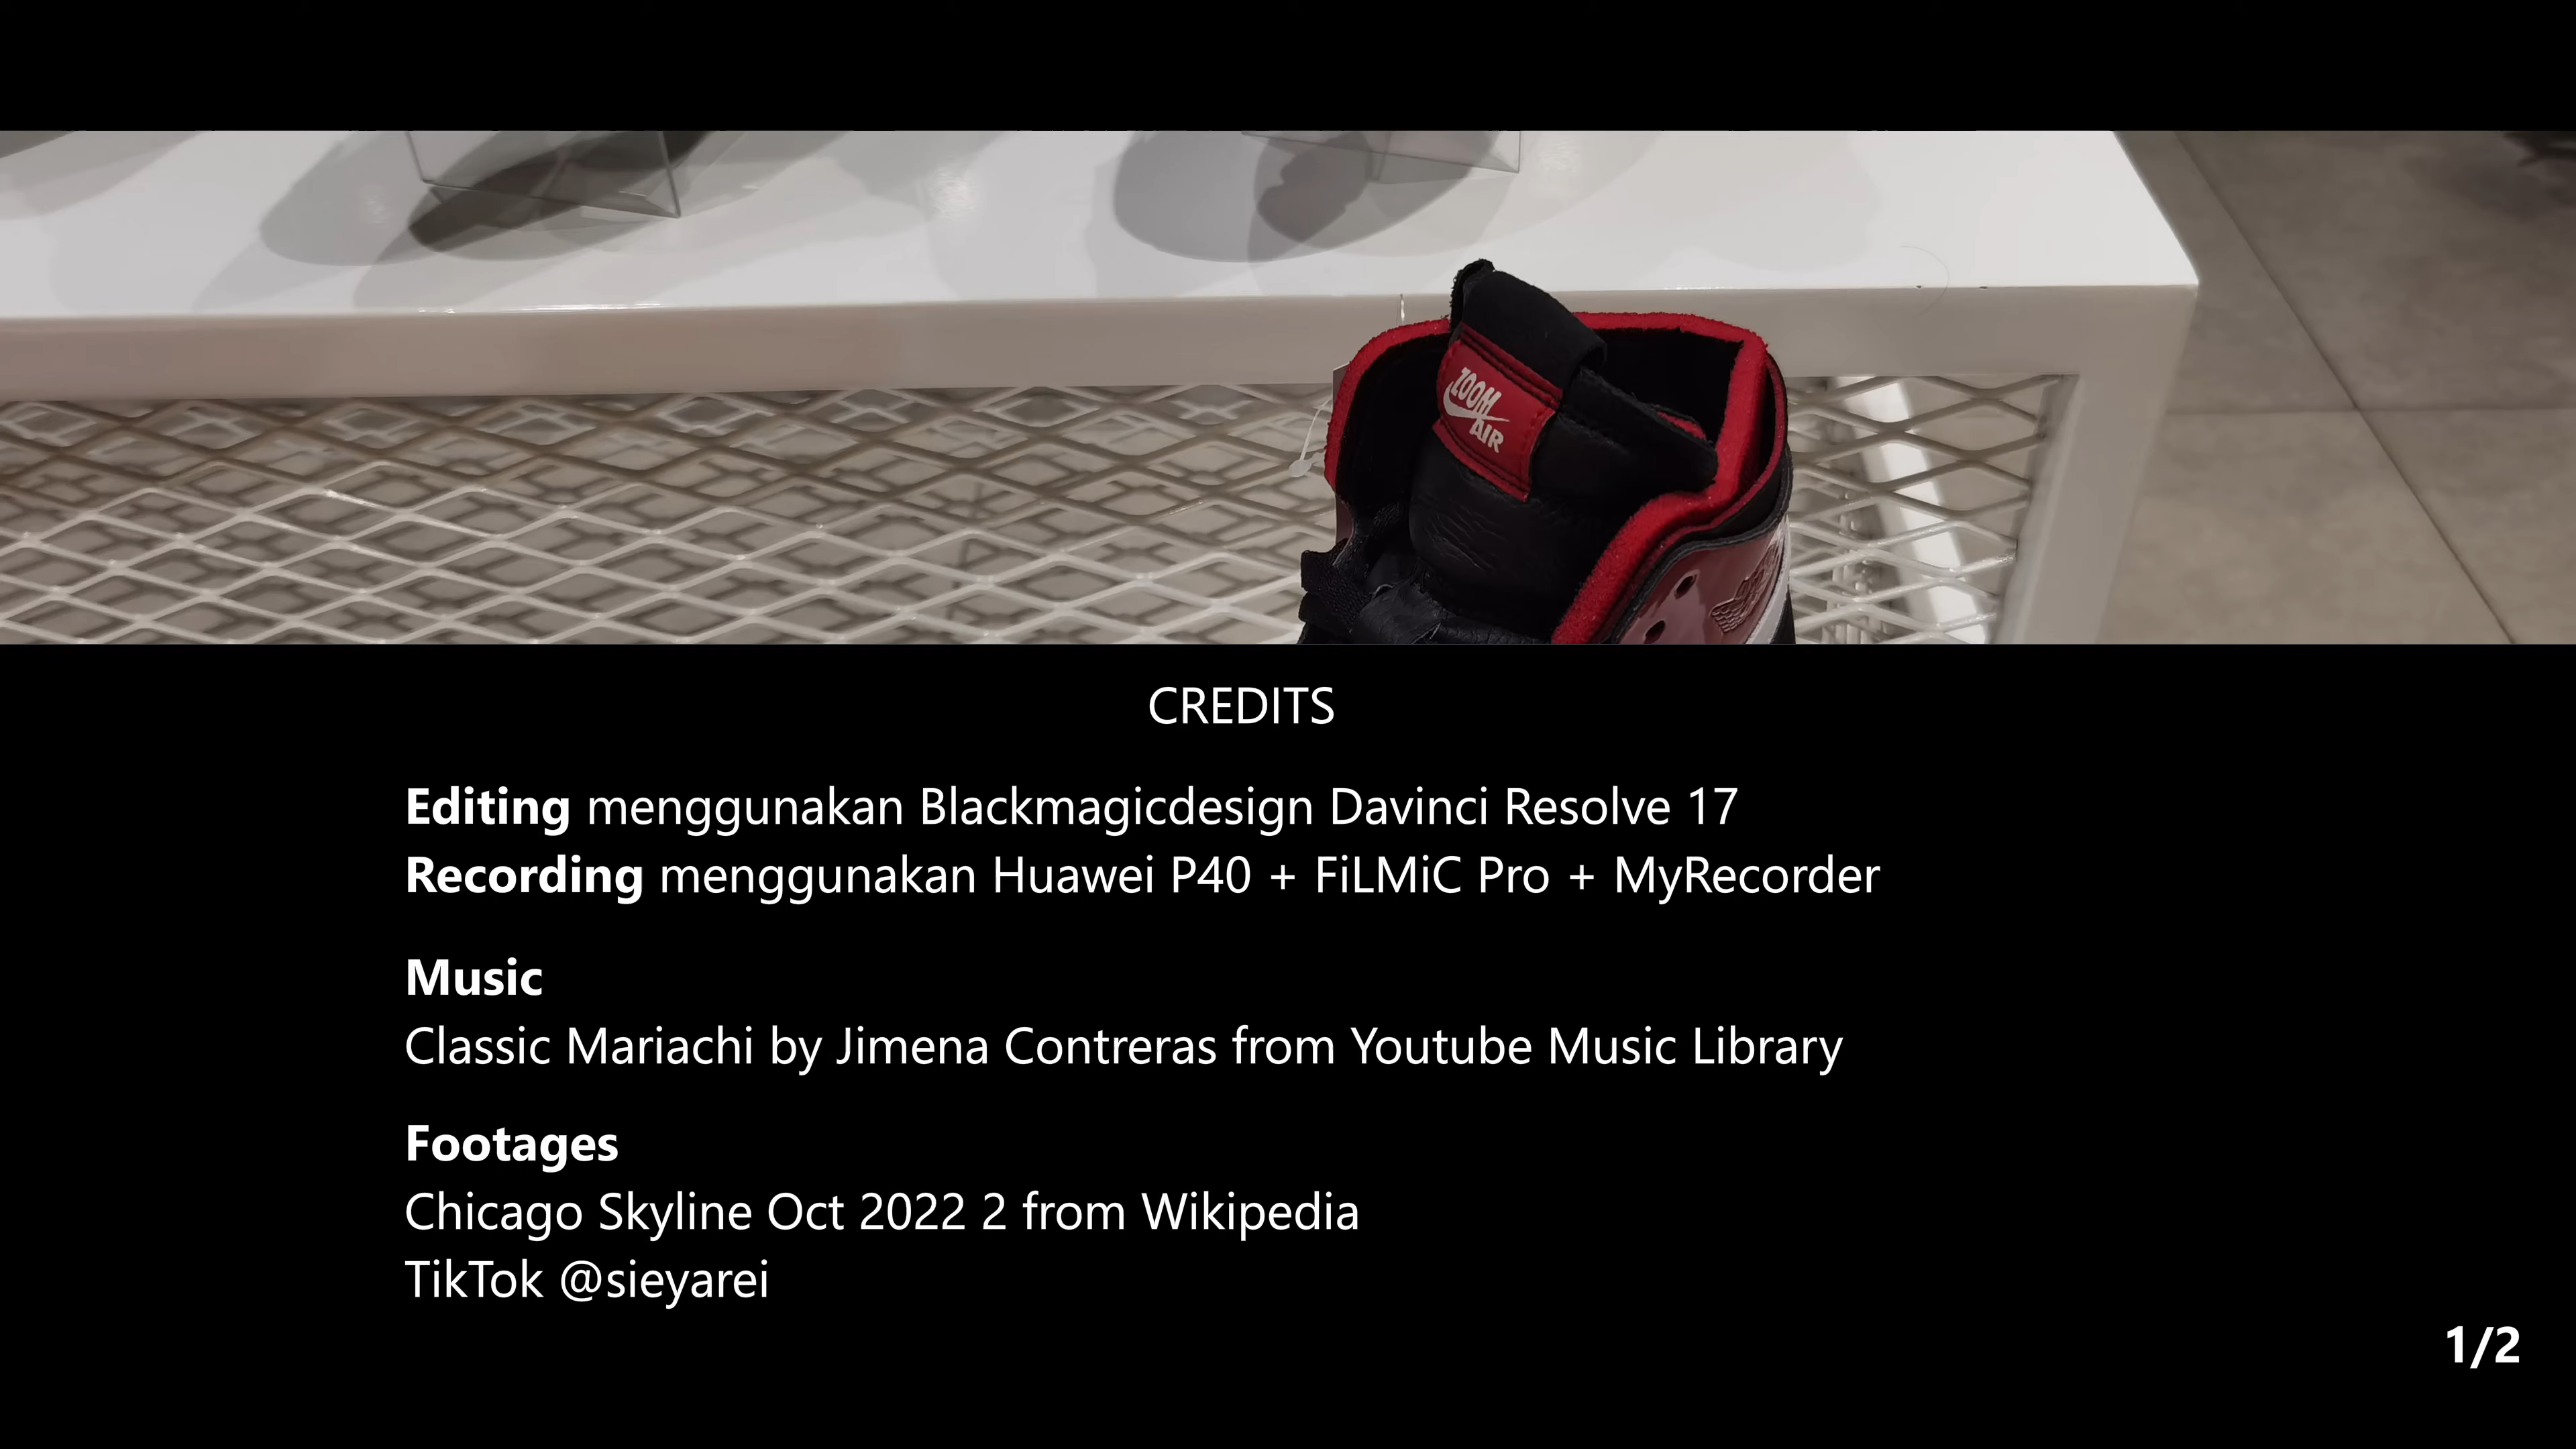 ZOOM
AIR
CREDITS
Editing menggunakan Blackmagicdesign Davinci Resolve 17
Recording menggunakan Huawei P40 + FiLMiC Pro + MyRecorder
Music
Classic Mariachi by Jimena Contreras from Youtube Music Library
Footages
Chicago Skyline Oct 2022 2 from Wikipedia
TikTok @sieyarei
1/2